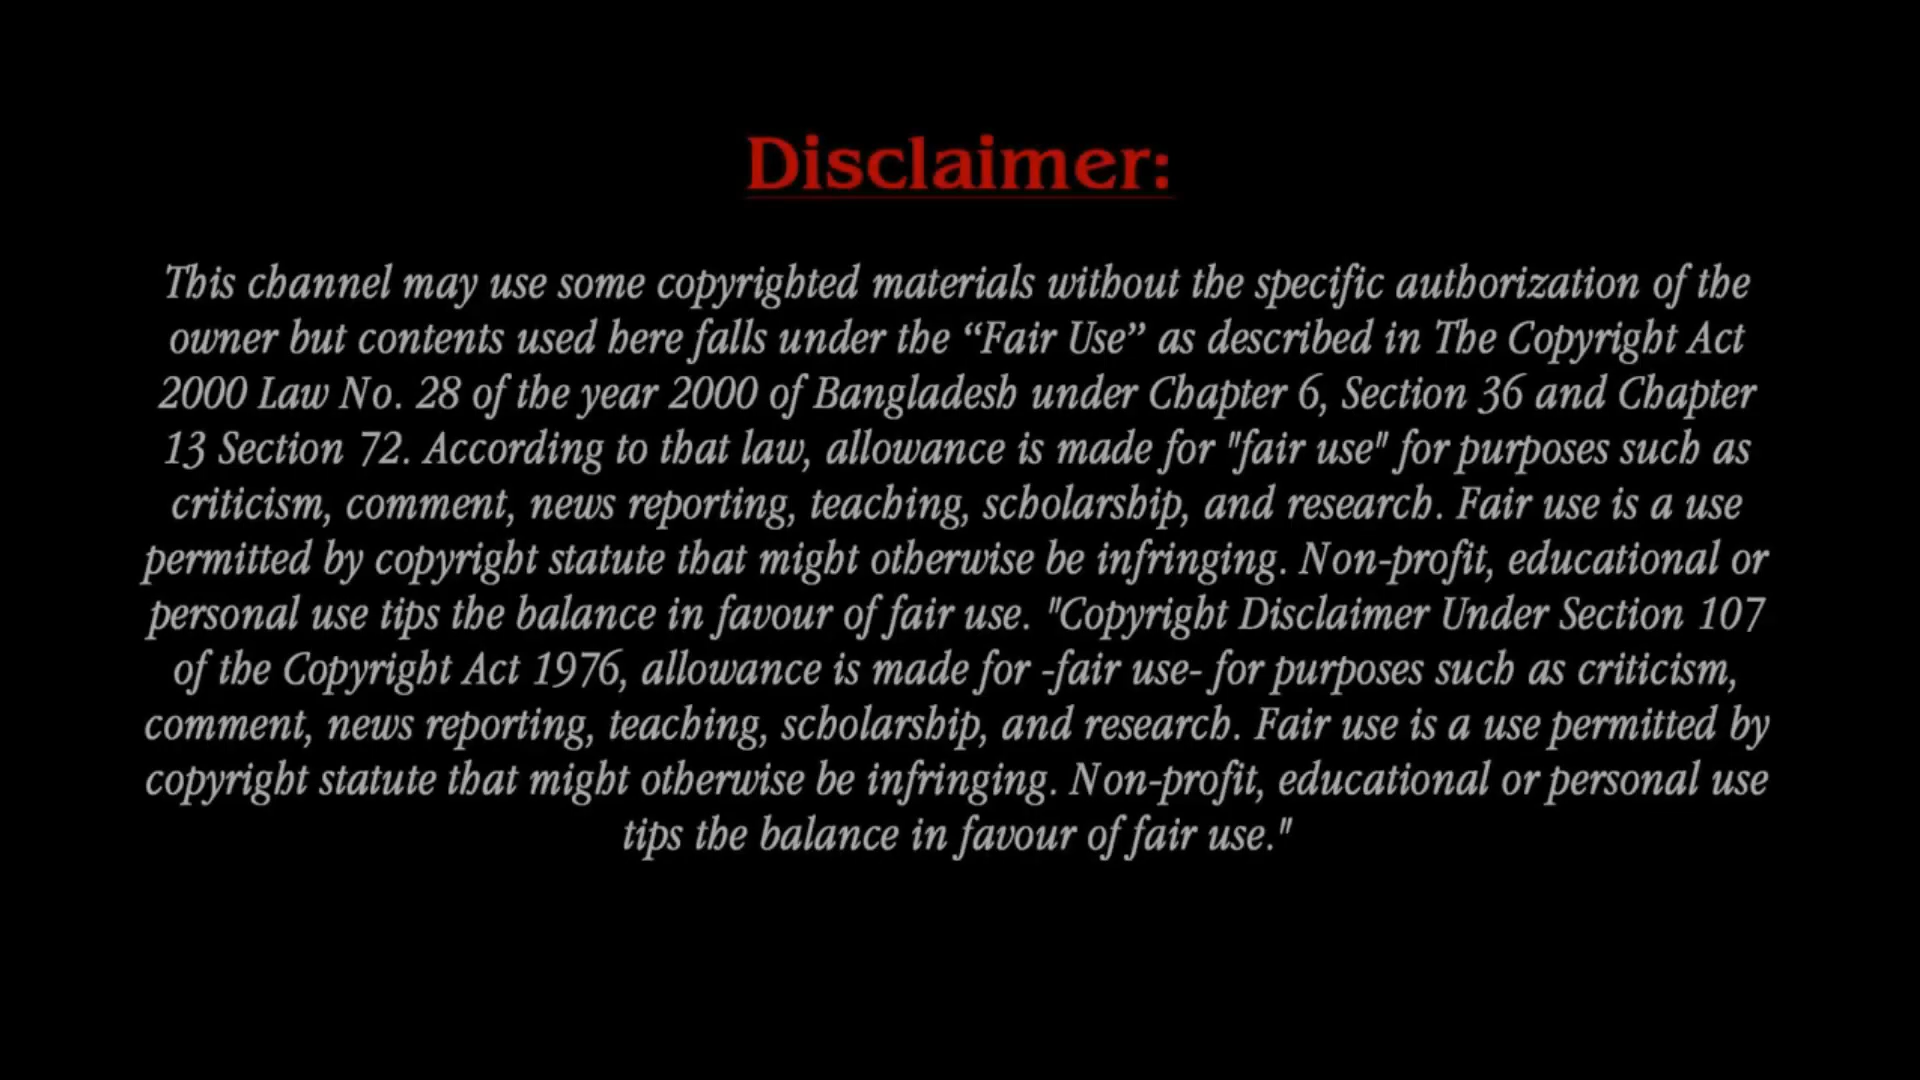 Disclaimer:
This channel may use some copyrighted materials without the specific authorization of the
owner but contents used here falls under the “Fair Use” as described in The Copyright Act
2000 Law No. 28 of the year 2000 of Bangladesh under Chapter 6, Section 36 and Chapter
13 Section 72. According to that law, allowance is made for "fair use" for purposes such as
criticism, comment, news reporting, teaching, scholarship, and research. Fair use is a use
permitted by copyright statute that might otherwise be infringing. Non-profit, educational or
personal use tips the balance in favour of fair use. "Copyright Disclaimer Under Section 107
of the Copyright Act 1976, allowance is made for -fair use- for purposes such as criticism,
comment, news reporting, teaching, scholarship, and research. Fair use is a use permitted by
copyright statute that might otherwise be infringing. Non-profit, educational or personal use
tips the balance in favour of fair use."